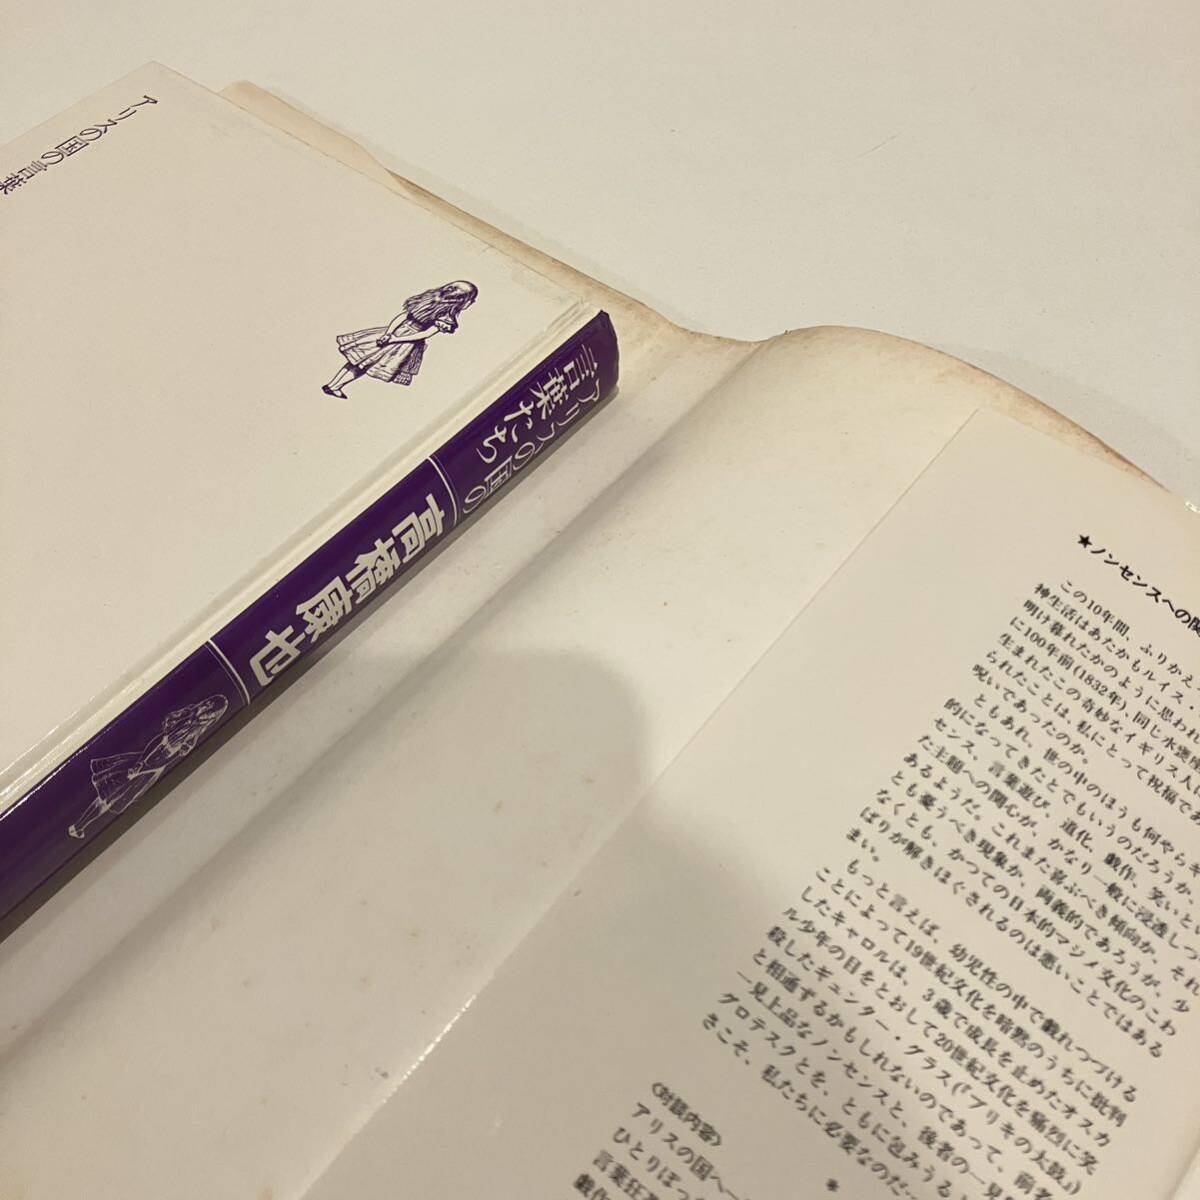 アリスの国の言葉
アリスの国の
言葉たち
高橋康也
★ノンセンスへの関
この10年間、ふりかえ
神生活はあたかもルイス・
明け暮れたかのように思われ
に100年前(1832年)、同じ水甕座
生まれたこの奇妙なイギリス人に
られたことは、私にとって祝福であ
呪いであったのか。
ともあれ、世の中のほうも何やらキ
的になってきたとでもいうのだろうか
センス、言葉遊び、道化、戯作、笑いと
た主題への関心が、かなり一般に浸透しつ
あるようだ。これまた喜ぶべき傾向か、それ
とも憂うべき現象か、両義的であろうが、少
なくとも、かつての日本的マジメ文化のこわ
ばりが解きほぐされるのは悪いことではある
まい。
もっと言えば、幼児性の中で戯れつづける
ことによって19世紀文化を暗黙のうちに批判
したキャロルは、3歳で成長を止めたオスカ
ル少年の目をとおして20世紀文化を痛烈に笑
殺したギュンター・グラス(『ブリキの太鼓』)
と相通ずるかもしれないのであって、前者
一見上品なノンセンスと、後者の一見
グロテスクとを、ともに包みうる
さこそ、私たちに必要なのだ
*
〈対談内容〉
アリスの国へ
ひとりぼっ
言葉狂
戯作